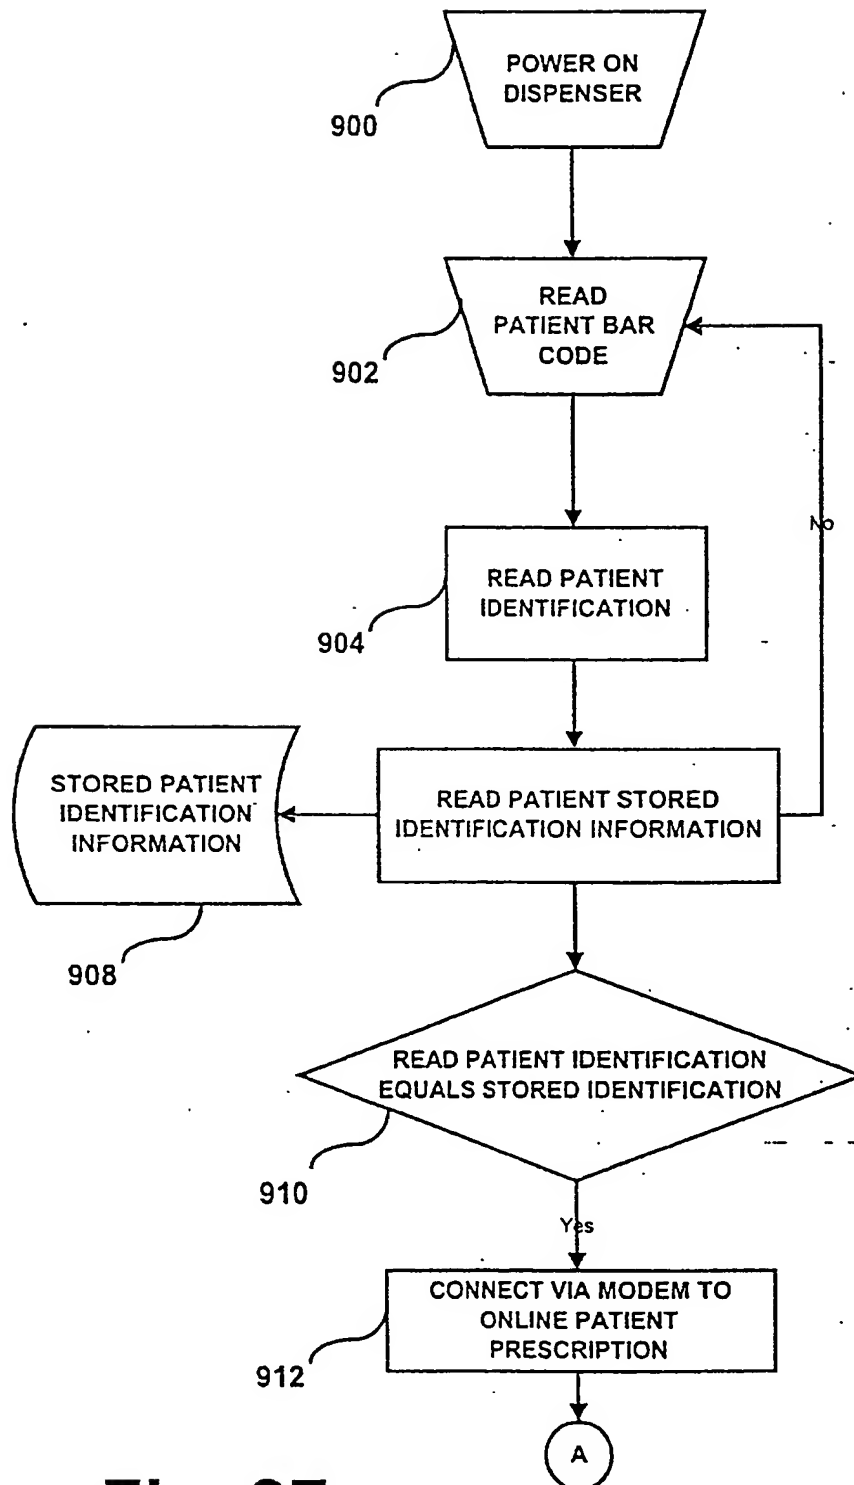 POWER ON
DISPENSER
900
READ
PATIENT BAR
CODE
902
No
READ PATIENT
IDENTIFICATION
904
STORED PATIENT
IDENTIFICATION
INFORMATION
READ PATIENT STORED
IDENTIFICATION INFORMATION
908
READ PATIENT IDENTIFICATION
EQUALS STORED IDENTIFICATION
910
Yes
CONNECT VIA MODEM TO
ONLINE PATIENT
PRESCRIPTION
912
A